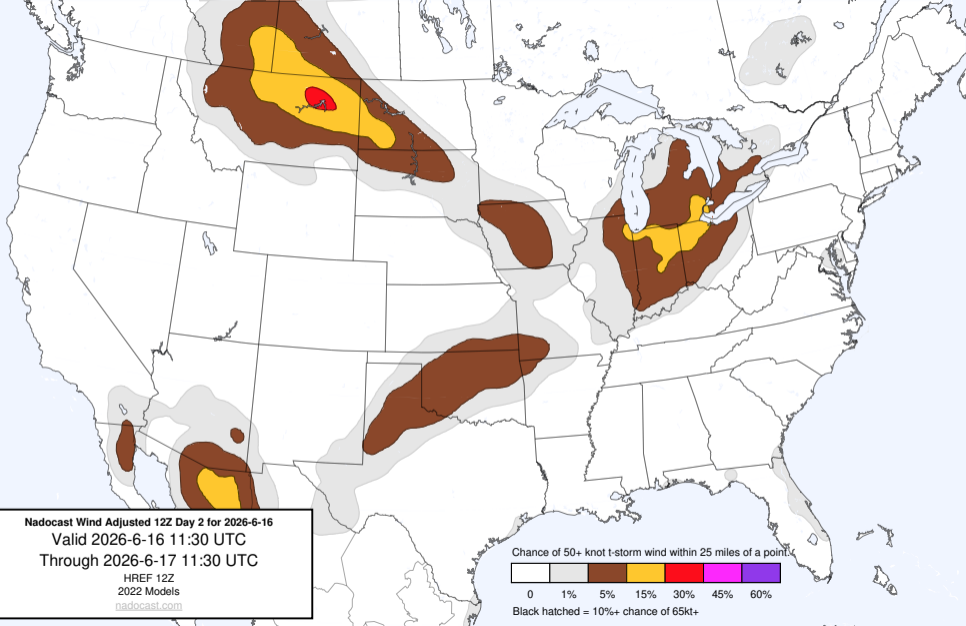 Nadocast Wind Adjusted 12Z Day 2 for 2026-6-16
Valid 2026-6-16 11:30 UTC
Through 2026-6-17 11:30 UTC
HREF 12Z
2022 Models
nadocast.com
Chance of 50+ knot t-storm wind within 25 miles of a point.
0 1% 5% 15% 30% 45% 60%
Black hatched = 10%+ chance of 65kt+